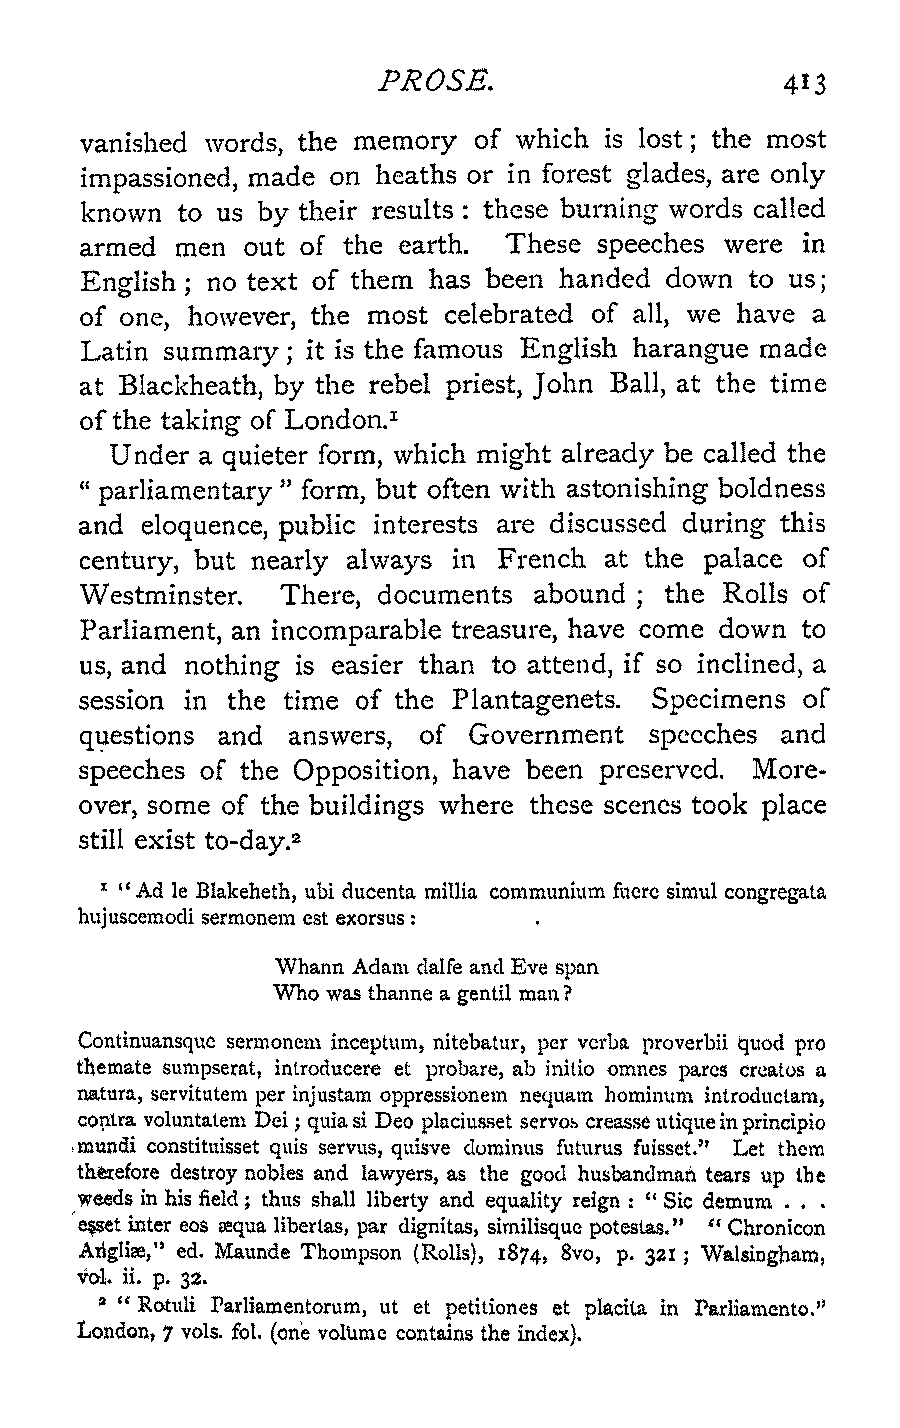 PROSE. 413
vanished words, the memory of which is lost ; the most
impassioned, made on heaths or in forest glades, are only
known to us by their results : these burning words called
armed men out of the earth. These speeches were in
English ; no text of them has been handed down to us ;
of one, however, the most celebrated of all, we have a
Latin summary ; it is the famous English harangue made
at Blackheath, by the rebel priest, John Ball, at the time
of the taking of London.¹
Under a quieter form, which might already be called the
“ parliamentary ” form, but often with astonishing boldness
and eloquence, public interests are discussed during this
century, but nearly always in French at the palace of
Westminster. There, documents abound ; the Rolls of
Parliament, an incomparable treasure, have come down to
us, and nothing is easier than to attend, if so inclined, a
session in the time of the Plantagenets. Specimens of
questions and answers, of Government speeches and
speeches of the Opposition, have been preserved. More-
over, some of the buildings where these scenes took place
still exist to-day.²
¹ “ Ad le Blakeheth, ubi ducenta millia communium fuere simul congregata
hujuscemodi sermonem est exorsus :
Whann Adam dalfe and Eve span
Who was thanne a gentil man ?
Continuansque sermonem inceptum, nitebatur, per verba proverbii quod pro
themate sumpserat, introducere et probare, ab initio omnes pares creatos a
natura, servitutem per injustam oppressionem nequam hominum introductam,
contra voluntatem Dei ; quia si Deo placiusset servos creasse utique in principio
mundi constituisset quis servus, quisve dominus futurus fuisset.” Let them
therefore destroy nobles and lawyers, as the good husbandman tears up the
weeds in his field ; thus shall liberty and equality reign : “ Sic demum . . .
esset inter eos æqua libertas, par dignitas, similisque potestas.” “ Chronicon
Angliæ,” ed. Maunde Thompson (Rolls), 1874, 8vo, p. 321 ; Walsingham,
vol. ii. p. 32.
² “ Rotuli Parliamentorum, ut et petitiones et placita in Parliamento.”
London, 7 vols. fol. (one volume contains the index).